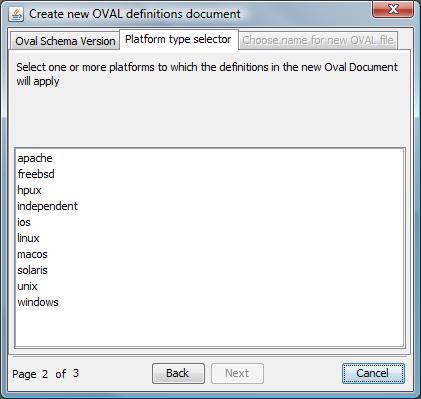 Create new OVAL definitions document
Oval Schema Version Platform type selector Choose name for new OVAL file
Select one or more platforms to which the definitions in the new Oval Document
will apply
apache
freebsd
hpux
independent
ios
linux
macos
solaris
unix
windows
Page 2 of 3 Back Next Cancel